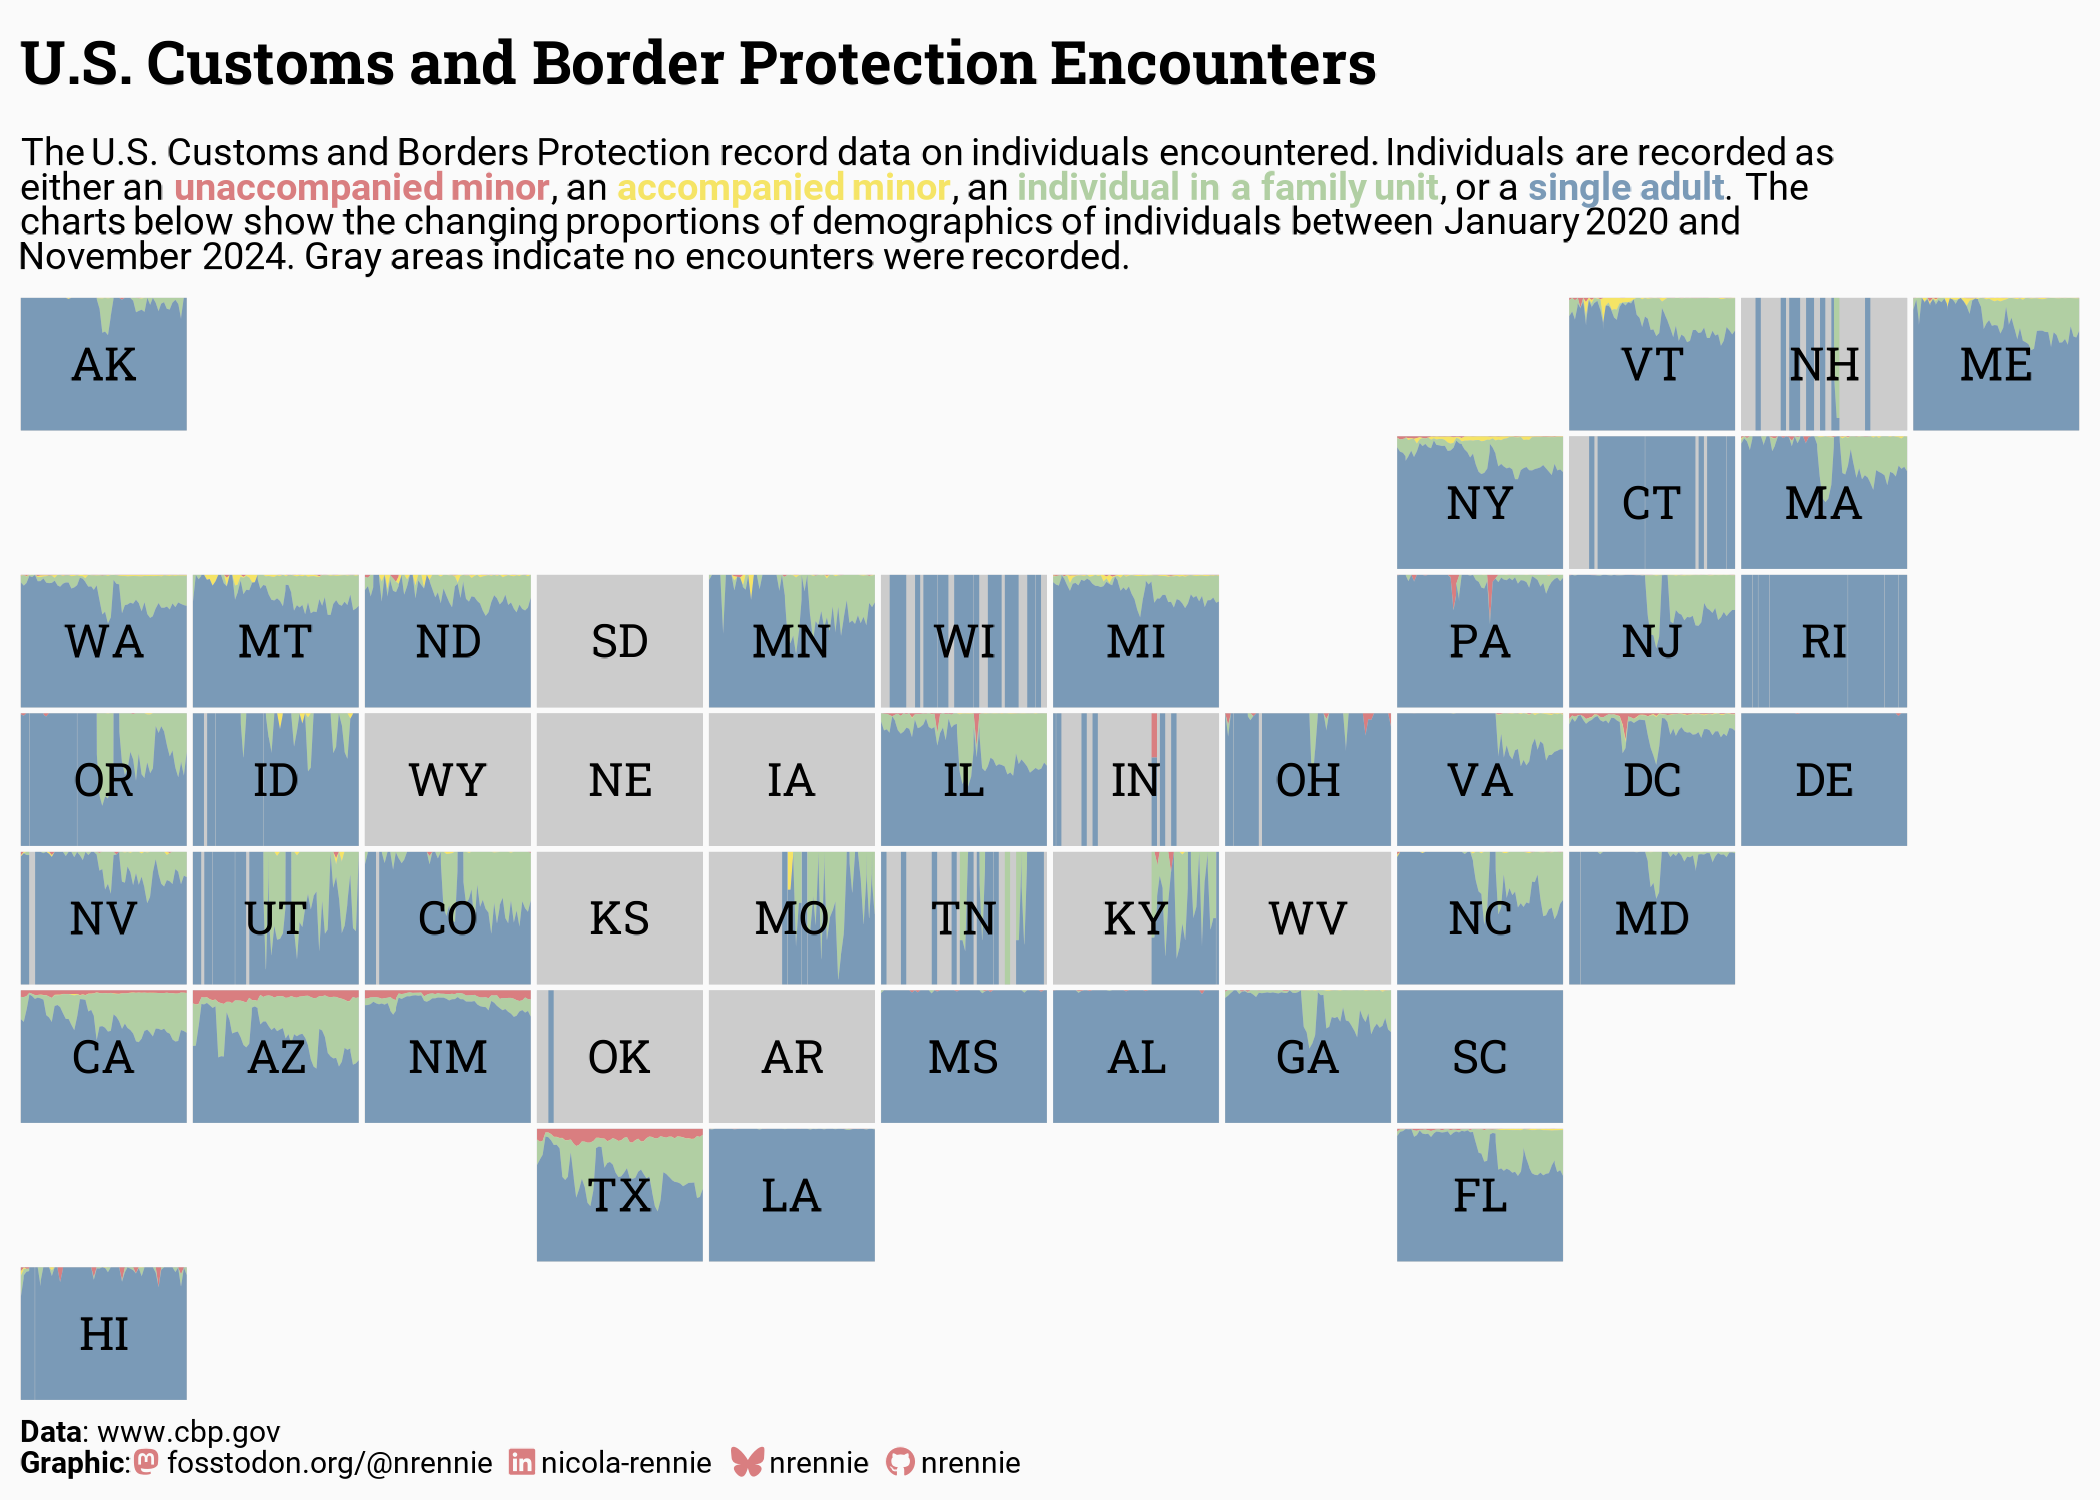 U.S. Customs and Border Protection Encounters
The U.S. Customs and Borders Protection record data on individuals encountered. Individuals are recorded as
either an unaccompanied minor, an accompanied minor, an individual in a family unit, or a single adult. The
charts below show the changing proportions of demographics of individuals between January 2020 and
November 2024. Gray areas indicate no encounters were recorded.
AK VT NH ME
NY CT MA
WA MT ND SD MN WI MI PA NJ RI
OR ID WY NE IA IL IN OH VA DC DE
NV UT CO KS MO TN KY WV NC MD
CA AZ NM OK AR MS AL GA SC
TX LA FL
HI
Data: www.cbp.gov
Graphic: fosstodon.org/@nrennie nicola-rennie nrennie nrennie